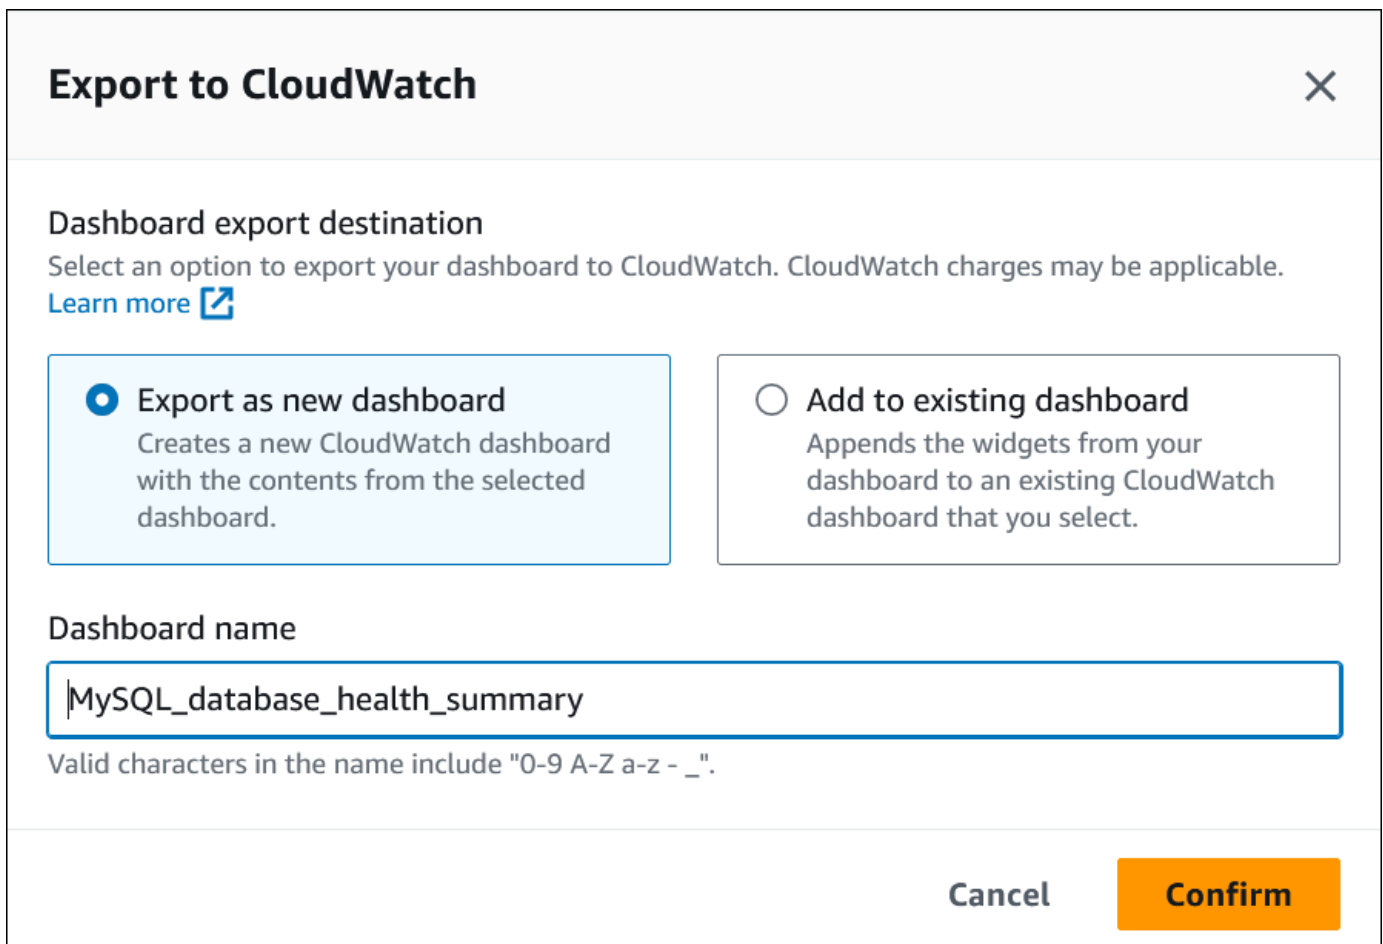 Export to CloudWatch
Dashboard export destination
Select an option to export your dashboard to CloudWatch. CloudWatch charges may be applicable.
Learn more
Export as new dashboard
Creates a new CloudWatch dashboard
with the contents from the selected
dashboard.
Add to existing dashboard
Appends the widgets from your
dashboard to an existing CloudWatch
dashboard that you select.
Dashboard name
MySQL_database_health_summary
Valid characters in the name include "0-9 A-Z a-z - _".
Cancel
Confirm